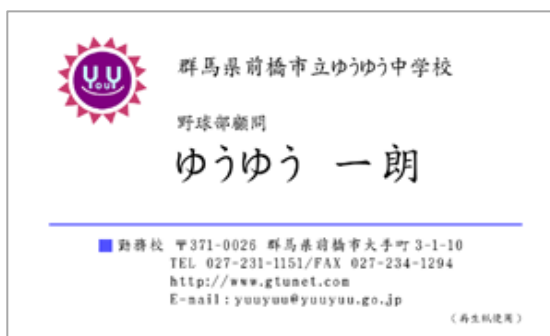 YUY
YouY
群馬県前橋市立ゆうゆう中学校
野球部顧問
ゆうゆう 一朗
■勤務校 〒371-0026 群馬県前橋市大手町3-1-10
TEL 027-231-1151/FAX 027-234-1294
http://www.gtunet.com
E-nail:yuuyuu@yuuyuu.go.jp
(再生紙使用)